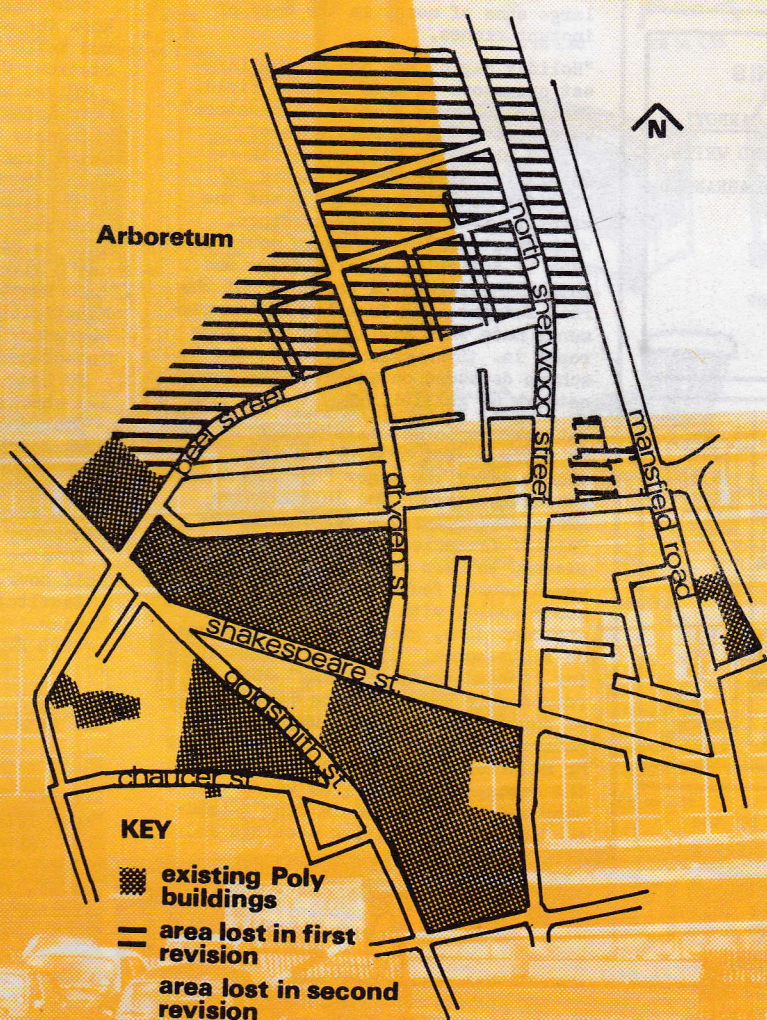 N
Arboretum
north sherwood street
peel street
mansfield road
dryden st
shakespeare st.
goldsmith st.
chaucer st
KEY
existing Poly
buildings
area lost in first
revision
area lost in second
revision